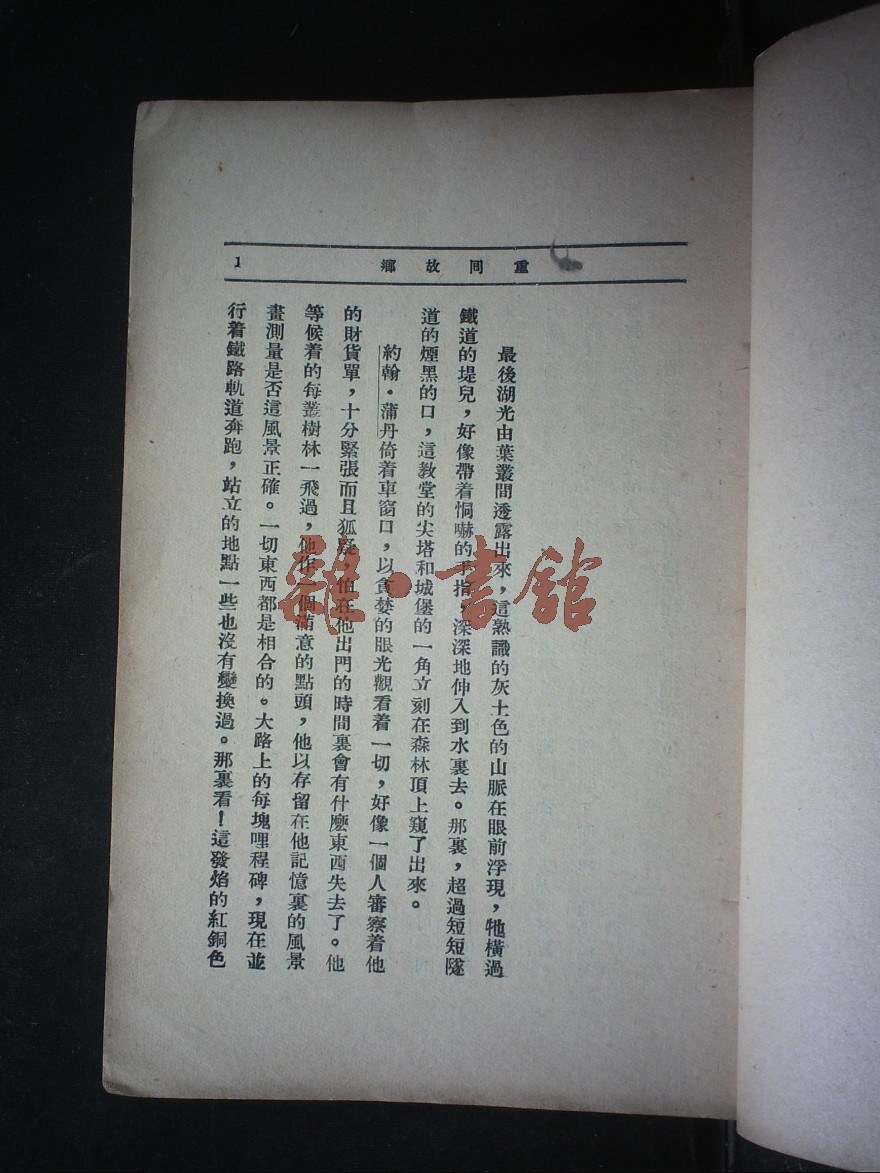 重囘故鄉
1
最後湖光由葉叢間透露出來，這熟識的灰土色的山脈在眼前浮現，牠橫過
鐵道的堤兒，好像帶着恫嚇的手指，深深地伸入到水裏去。那裏，超過短短隧
道的煙黑的口，這教堂的尖塔和城堡的一角立刻在森林頂上窺了出來。
約翰·蒲丹倚着車窗口，以貪婪的眼光觀看着一切，好像一個人審察着他
的財貨單，十分緊張而且狐疑，怕在他出門的時間裏會有什麽東西失去了。他
等候着的每叢樹林一飛過，他作一個滿意的點頭，他以存留在他記憶裏的風景
畫測量是否這風景正確。一切東西都是相合的。大路上的每塊哩程碑，現在並
行着鐵路軌道奔跑，站立的地點一些也沒有變換過。那裏看！這發焰的紅銅色
雜·書館